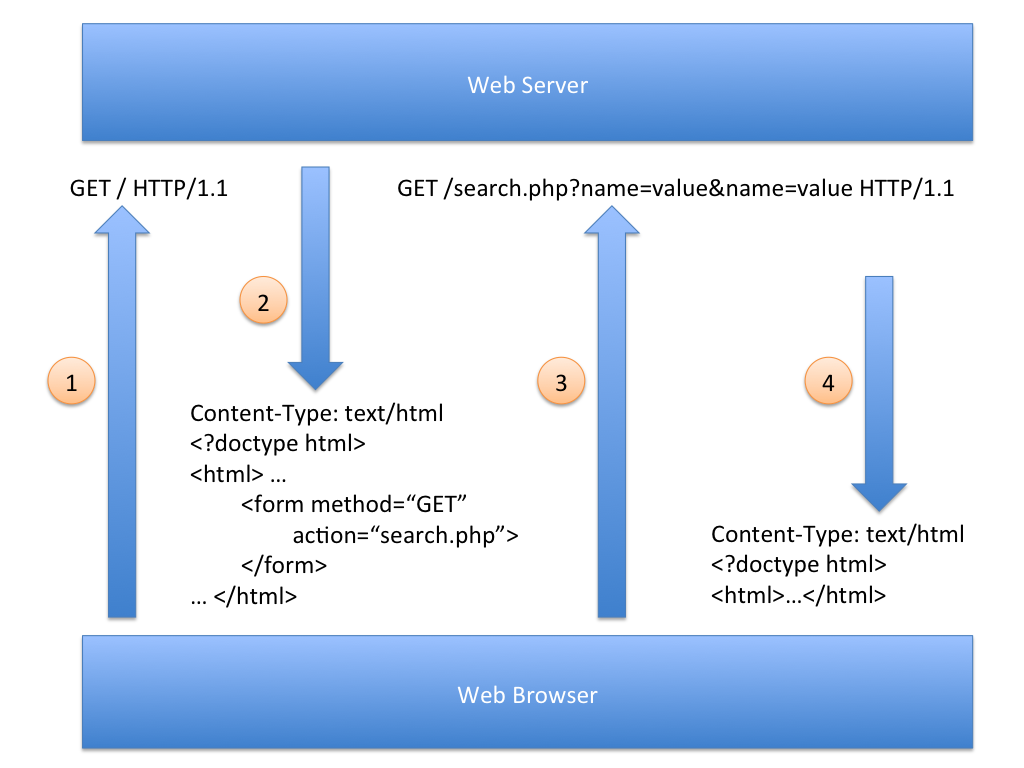 Web Server
GET / HTTP/1.1
GET /search.php?name=value&name=value HTTP/1.1
2
1
3
4
Content-Type: text/html
<?doctype html>
<html> ...
<form method=“GET”
action=“search.php”>
</form>
... </html>
Content-Type: text/html
<?doctype html>
<html>...</html>
Web Browser